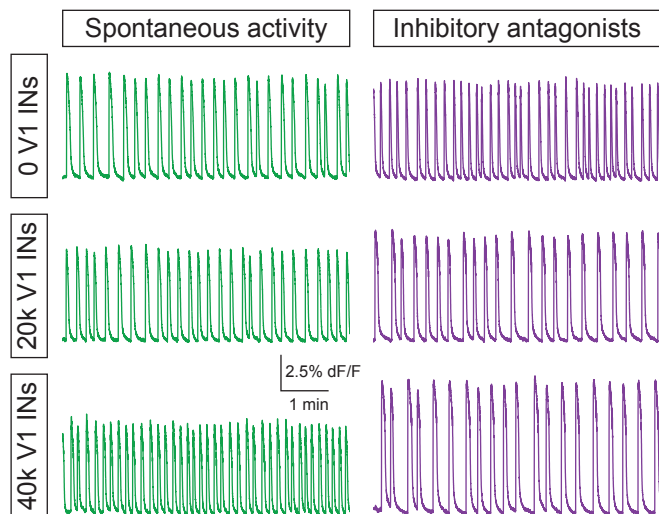 Spontaneous activity
Inhibitory antagonists
0 V1 INs
20k V1 INs
2.5% dF/F
1 min
40k V1 INs